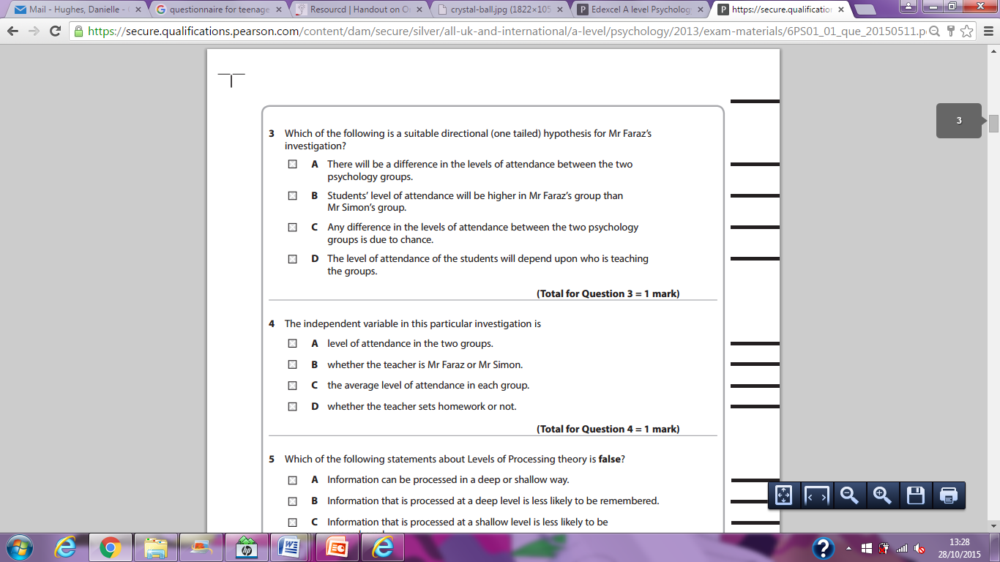 Mail - Hughes, Danielle -
questionnaire for teenage
Resourcd | Handout on O
crystal-ball.jpg (1822×105
Edexcel A level Psycholog
https://secure.qualificatio
https://secure.qualifications.pearson.com/content/dam/secure/silver/all-uk-and-international/a-level/psychology/2013/exam-materials/6PS01_01_que_20150511.p
3
3 Which of the following is a suitable directional (one tailed) hypothesis for Mr Faraz's
investigation?
A There will be a difference in the levels of attendance between the two
psychology groups.
B Students' level of attendance will be higher in Mr Faraz's group than
Mr Simon's group.
C Any difference in the levels of attendance between the two psychology
groups is due to chance.
D The level of attendance of the students will depend upon who is teaching
the groups.
(Total for Question 3 = 1 mark)
4 The independent variable in this particular investigation is
A level of attendance in the two groups.
B whether the teacher is Mr Faraz or Mr Simon.
C the average level of attendance in each group.
D whether the teacher sets homework or not.
(Total for Question 4 = 1 mark)
5 Which of the following statements about Levels of Processing theory is false?
A Information can be processed in a deep or shallow way.
B Information that is processed at a deep level is less likely to be remembered.
C Information that is processed at a shallow level is less likely to be
13:28
28/10/2015